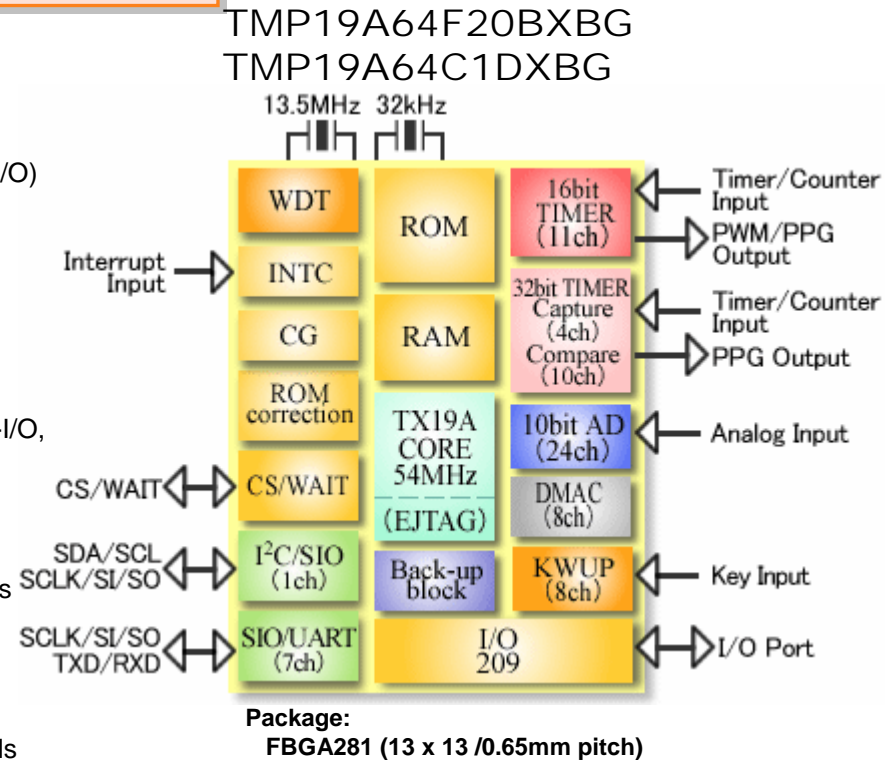 TMP19A64F20BXBG
TMP19A64C1DXBG
13.5MHz 32kHz
/O)
WDT
ROM
16bit
TIMER
(11ch)
Timer/Counter
Input
PWM/PPG
Output
Interrupt
Input
INTC
CG
RAM
32bit TIMER
Capture
(4ch)
Compare
(10ch)
Timer/Counter
Input
PPG Output
ROM
correction
-I/O,
TX19A
CORE
54MHz
(EJTAG)
10bit AD
(24ch)
Analog Input
CS/WAIT
CS/WAIT
DMAC
(8ch)
SDA/SCL
SCLK/SI/SO
s
I²C/SIO
(1ch)
Back-up
block
KWUP
(8ch)
Key Input
SCLK/SI/SO
TXD/RXD
SIO/UART
(7ch)
I/O
209
I/O Port
Package:
FBGA281 (13 x 13 /0.65mm pitch)
ls